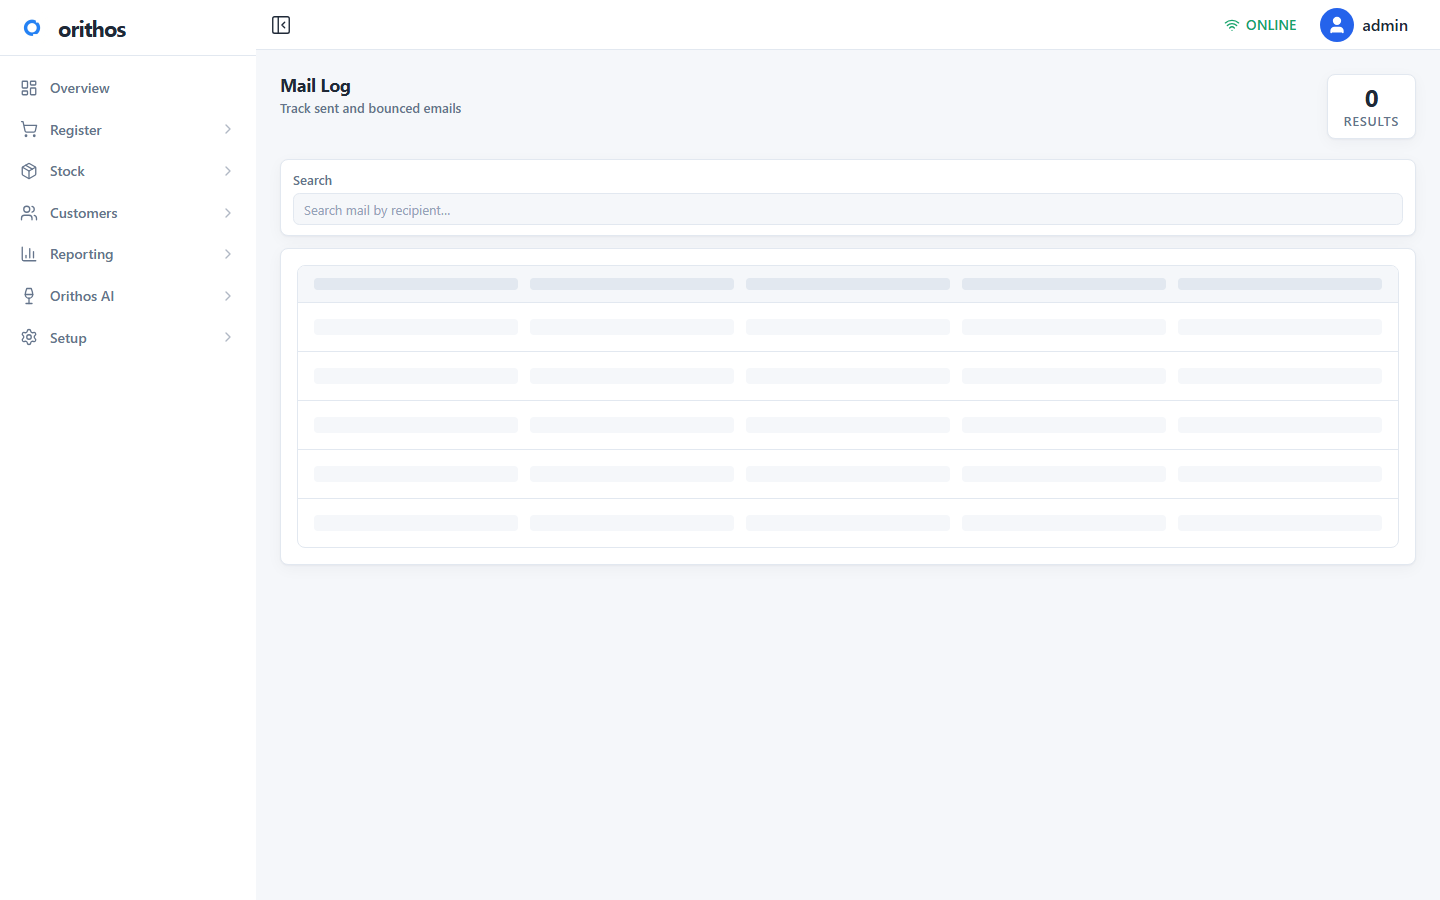 orithos
ONLINE
admin
Overview
Register
Stock
Customers
Reporting
Orithos AI
Setup
Mail Log
Track sent and bounced emails
0
RESULTS
Search
Search mail by recipient...